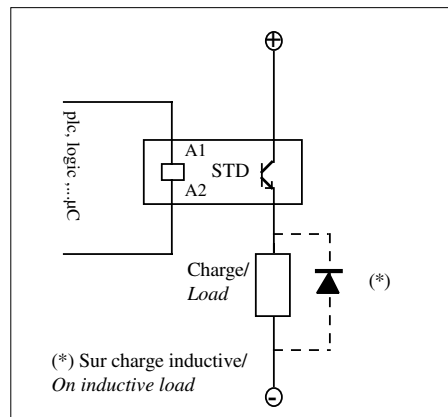 +
plc, logic ,...µC
A1
STD
A2
Charge/
Load
(*)
(*) Sur charge inductive/
On inductive load
-